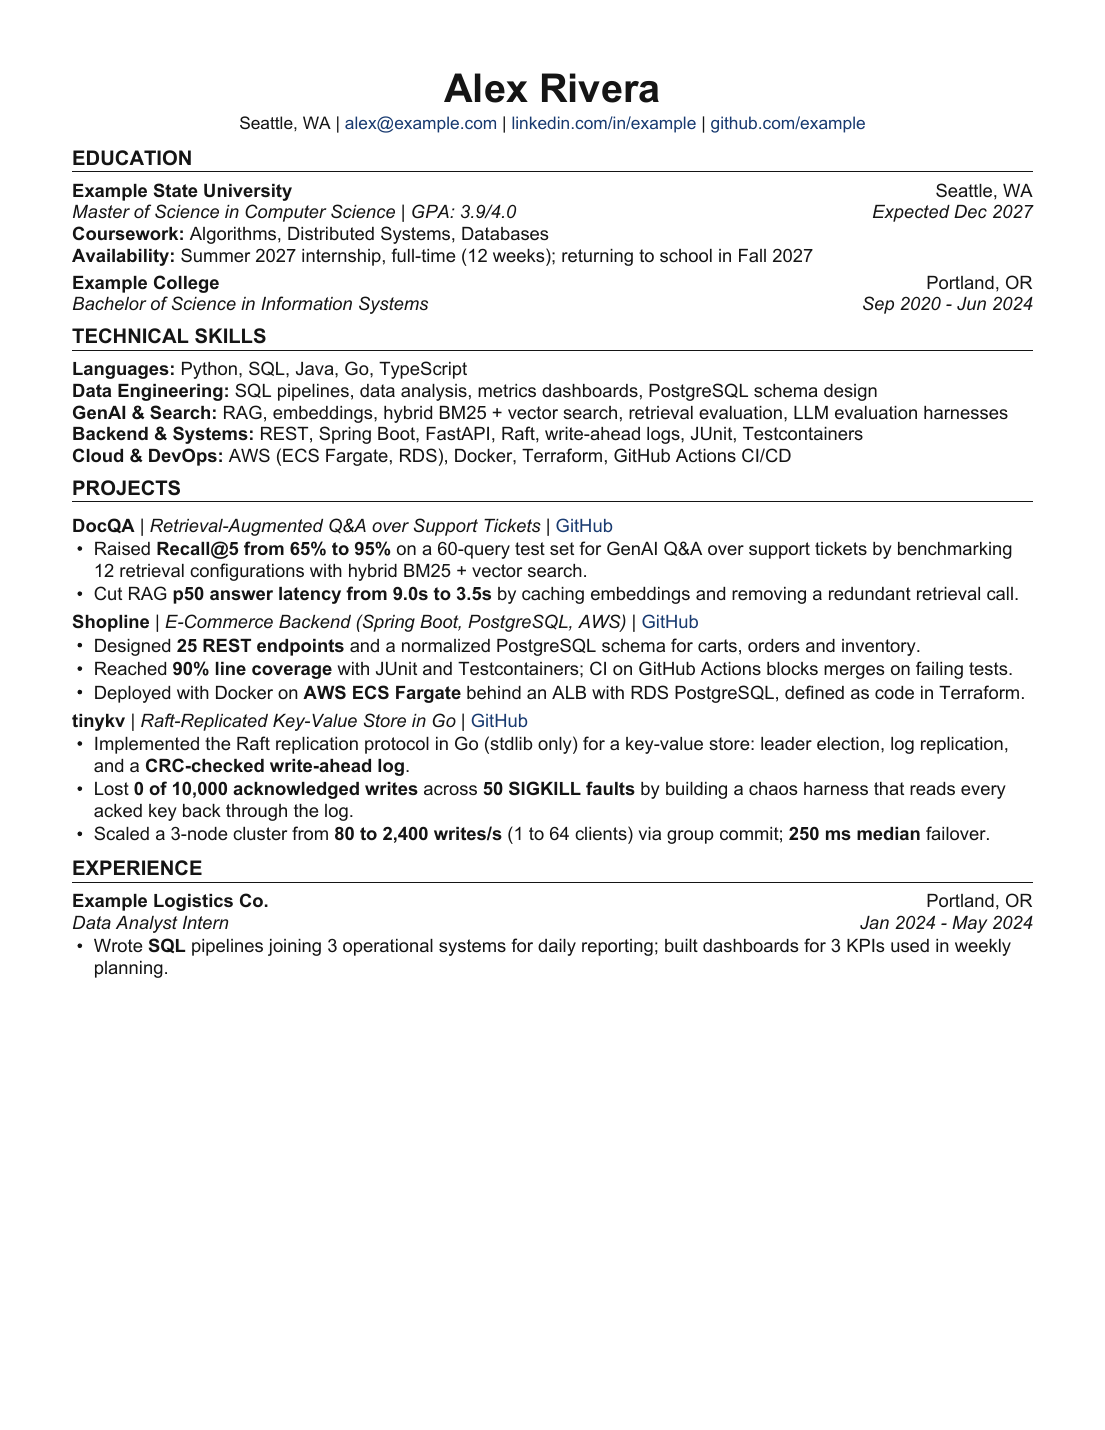 Alex Rivera
Seattle, WA | alex@example.com | linkedin.com/in/example | github.com/example
EDUCATION
Example State University Seattle, WA
Master of Science in Computer Science | GPA: 3.9/4.0 Expected Dec 2027
Coursework: Algorithms, Distributed Systems, Databases
Availability: Summer 2027 internship, full-time (12 weeks); returning to school in Fall 2027
Example College Portland, OR
Bachelor of Science in Information Systems Sep 2020 - Jun 2024
TECHNICAL SKILLS
Languages: Python, SQL, Java, Go, TypeScript
Data Engineering: SQL pipelines, data analysis, metrics dashboards, PostgreSQL schema design
GenAI & Search: RAG, embeddings, hybrid BM25 + vector search, retrieval evaluation, LLM evaluation harnesses
Backend & Systems: REST, Spring Boot, FastAPI, Raft, write-ahead logs, JUnit, Testcontainers
Cloud & DevOps: AWS (ECS Fargate, RDS), Docker, Terraform, GitHub Actions CI/CD
PROJECTS
DocQA | Retrieval-Augmented Q&A over Support Tickets | GitHub
• Raised Recall@5 from 65% to 95% on a 60-query test set for GenAI Q&A over support tickets by benchmarking
12 retrieval configurations with hybrid BM25 + vector search.
• Cut RAG p50 answer latency from 9.0s to 3.5s by caching embeddings and removing a redundant retrieval call.
Shopline | E-Commerce Backend (Spring Boot, PostgreSQL, AWS) | GitHub
• Designed 25 REST endpoints and a normalized PostgreSQL schema for carts, orders and inventory.
• Reached 90% line coverage with JUnit and Testcontainers; CI on GitHub Actions blocks merges on failing tests.
• Deployed with Docker on AWS ECS Fargate behind an ALB with RDS PostgreSQL, defined as code in Terraform.
tinykv | Raft-Replicated Key-Value Store in Go | GitHub
• Implemented the Raft replication protocol in Go (stdlib only) for a key-value store: leader election, log replication,
and a CRC-checked write-ahead log.
• Lost 0 of 10,000 acknowledged writes across 50 SIGKILL faults by building a chaos harness that reads every
acked key back through the log.
• Scaled a 3-node cluster from 80 to 2,400 writes/s (1 to 64 clients) via group commit; 250 ms median failover.
EXPERIENCE
Example Logistics Co. Portland, OR
Data Analyst Intern Jan 2024 - May 2024
• Wrote SQL pipelines joining 3 operational systems for daily reporting; built dashboards for 3 KPIs used in weekly
planning.